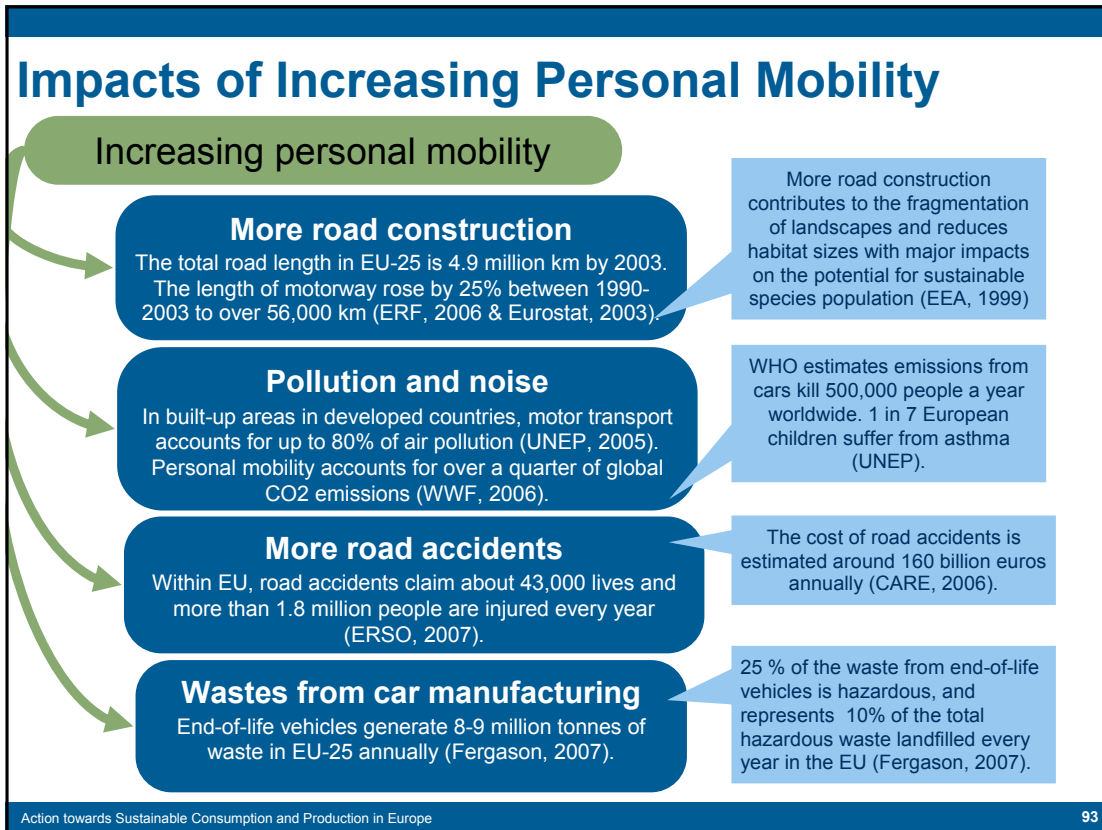 Impacts of Increasing Personal Mobility
Increasing personal mobility
More road construction
The total road length in EU-25 is 4.9 million km by 2003.
The length of motorway rose by 25% between 1990-
2003 to over 56,000 km (ERF, 2006 & Eurostat, 2003).
More road construction
contributes to the fragmentation
of landscapes and reduces
habitat sizes with major impacts
on the potential for sustainable
species population (EEA, 1999)
Pollution and noise
In built-up areas in developed countries, motor transport
accounts for up to 80% of air pollution (UNEP, 2005).
Personal mobility accounts for over a quarter of global
CO2 emissions (WWF, 2006).
WHO estimates emissions from
cars kill 500,000 people a year
worldwide. 1 in 7 European
children suffer from asthma
(UNEP).
More road accidents
Within EU, road accidents claim about 43,000 lives and
more than 1.8 million people are injured every year
(ERSO, 2007).
The cost of road accidents is
estimated around 160 billion euros
annually (CARE, 2006).
Wastes from car manufacturing
End-of-life vehicles generate 8-9 million tonnes of
waste in EU-25 annually (Fergason, 2007).
25 % of the waste from end-of-life
vehicles is hazardous, and
represents 10% of the total
hazardous waste landfilled every
year in the EU (Fergason, 2007).
Action towards Sustainable Consumption and Production in Europe
93